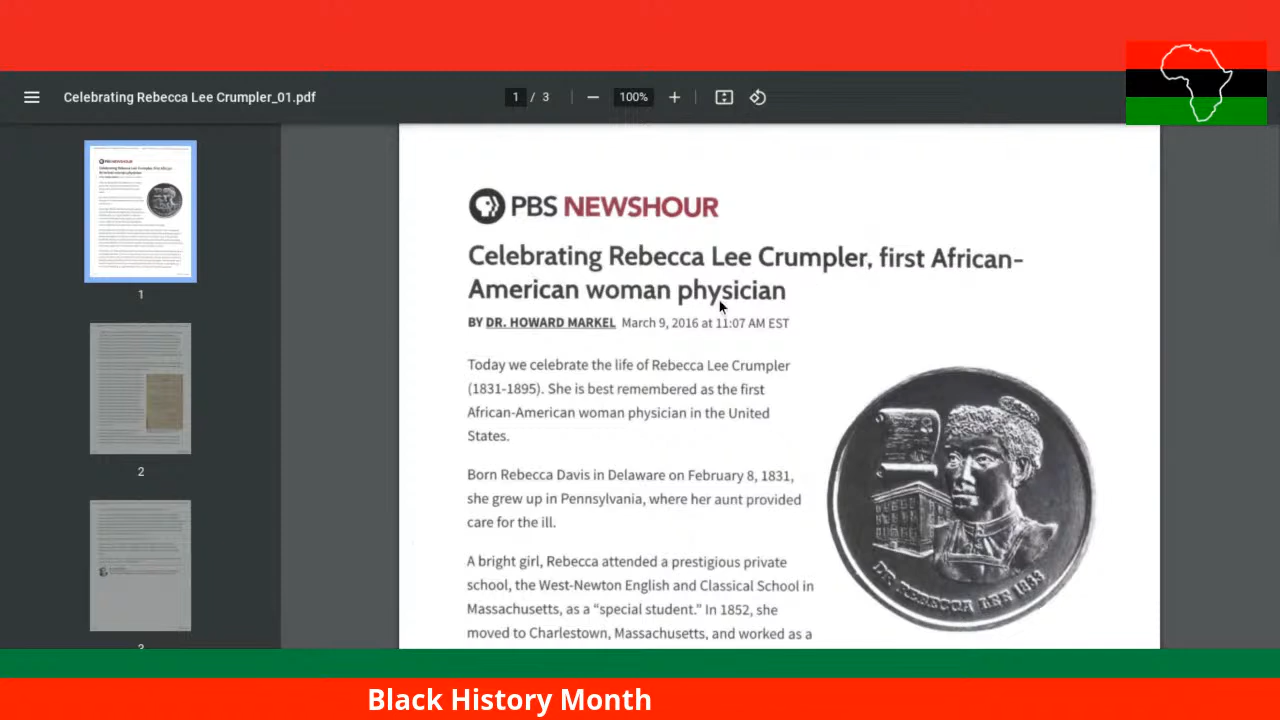 Celebrating Rebecca Lee Crumpler_01.pdf
1 / 3
100%
1
2
3
PBS NEWSHOUR
Celebrating Rebecca Lee Crumpler, first African-
American woman physician
BY DR. HOWARD MARKEL March 9, 2016 at 11:07 AM EST
Today we celebrate the life of Rebecca Lee Crumpler
(1831-1895). She is best remembered as the first
African-American woman physician in the United
States.
Born Rebecca Davis in Delaware on February 8, 1831,
she grew up in Pennsylvania, where her aunt provided
care for the ill.
A bright girl, Rebecca attended a prestigious private
school, the West-Newton English and Classical School in
Massachusetts, as a “special student.” In 1852, she
moved to Charlestown, Massachusetts, and worked as a
DR. REBECCA LEE 1833
Black History Month